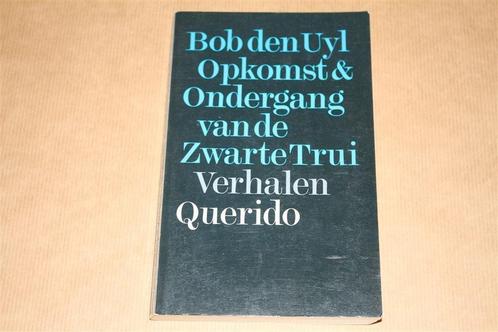 Bob den Uyl
Opkomst &
Ondergang
van de
Zwarte Trui
Verhalen
Querido